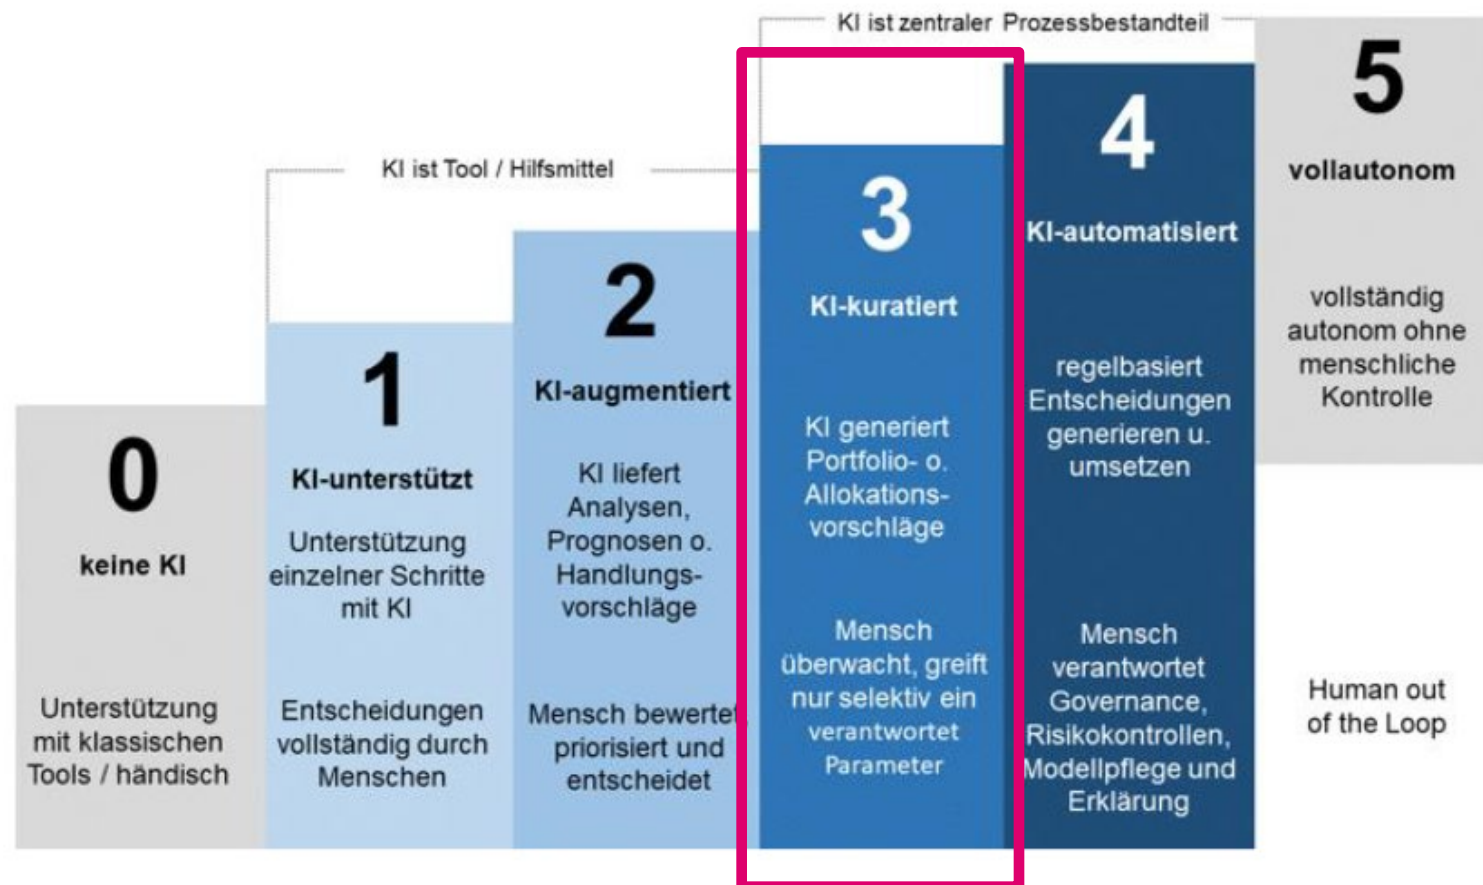 KI ist zentraler Prozessbestandteil
KI ist Tool / Hilfsmittel
0
keine KI
Unterstützung
mit klassischen
Tools / händisch
1
KI-unterstützt
Unterstützung
einzelner Schritte
mit KI
Entscheidungen
vollständig durch
Menschen
2
KI-augmentiert
KI liefert
Analysen,
Prognosen o.
Handlungs-
vorschläge
Mensch bewertet,
priorisiert und
entscheidet
3
KI-kuratiert
KI generiert
Portfolio- o.
Allokations-
vorschläge
Mensch
überwacht, greift
nur selektiv ein
verantwortet
Parameter
4
KI-automatisiert
regelbasiert
Entscheidungen
generieren u.
umsetzen
Mensch
verantwortet
Governance,
Risikokontrollen,
Modellpflege und
Erklärung
5
vollautonom
vollständig
autonom ohne
menschliche
Kontrolle
Human out
of the Loop